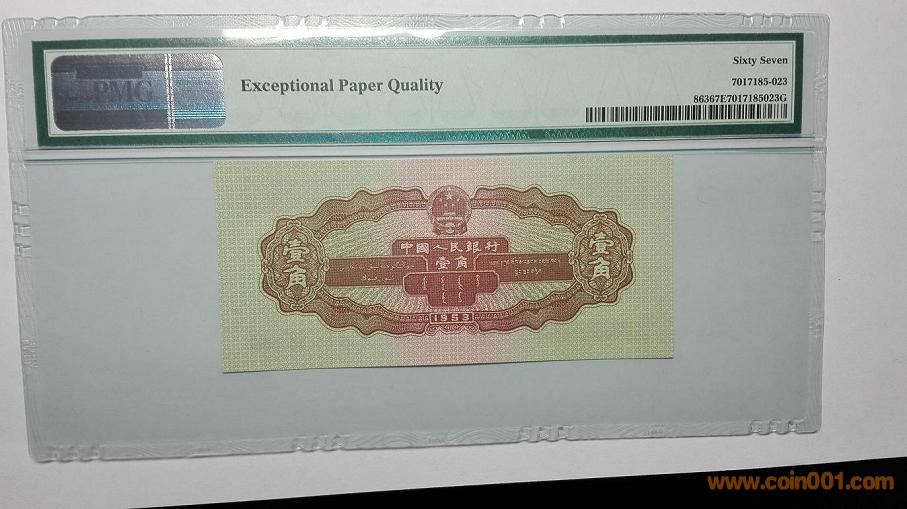 PMG
Exceptional Paper Quality
Sixty Seven
7017185-023
86367E7017185023G
中國人民銀行
壹角
壹角
壹角
1953
www.coin001.com